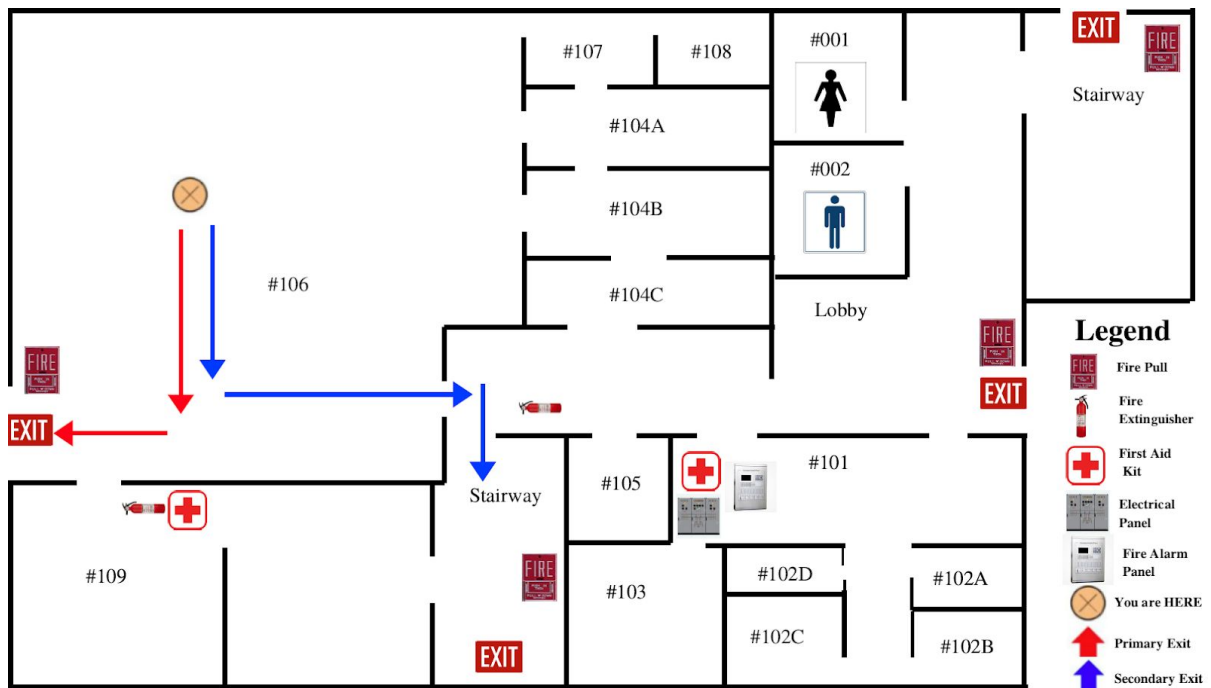 EXIT
#001
FIRE
#107
#108
Stairway
#104A
#002
#104B
#106
#104C
Lobby
Legend
FIRE
FIRE
FIRE
Fire Pull
EXIT
Fire
Extinguisher
EXIT
First Aid
Kit
#101
#105
Stairway
Electrical
Panel
Fire Alarm
Panel
#109
FIRE
#103
#102D
#102A
You are HERE
#102C
#102B
Primary Exit
EXIT
Secondary Exit